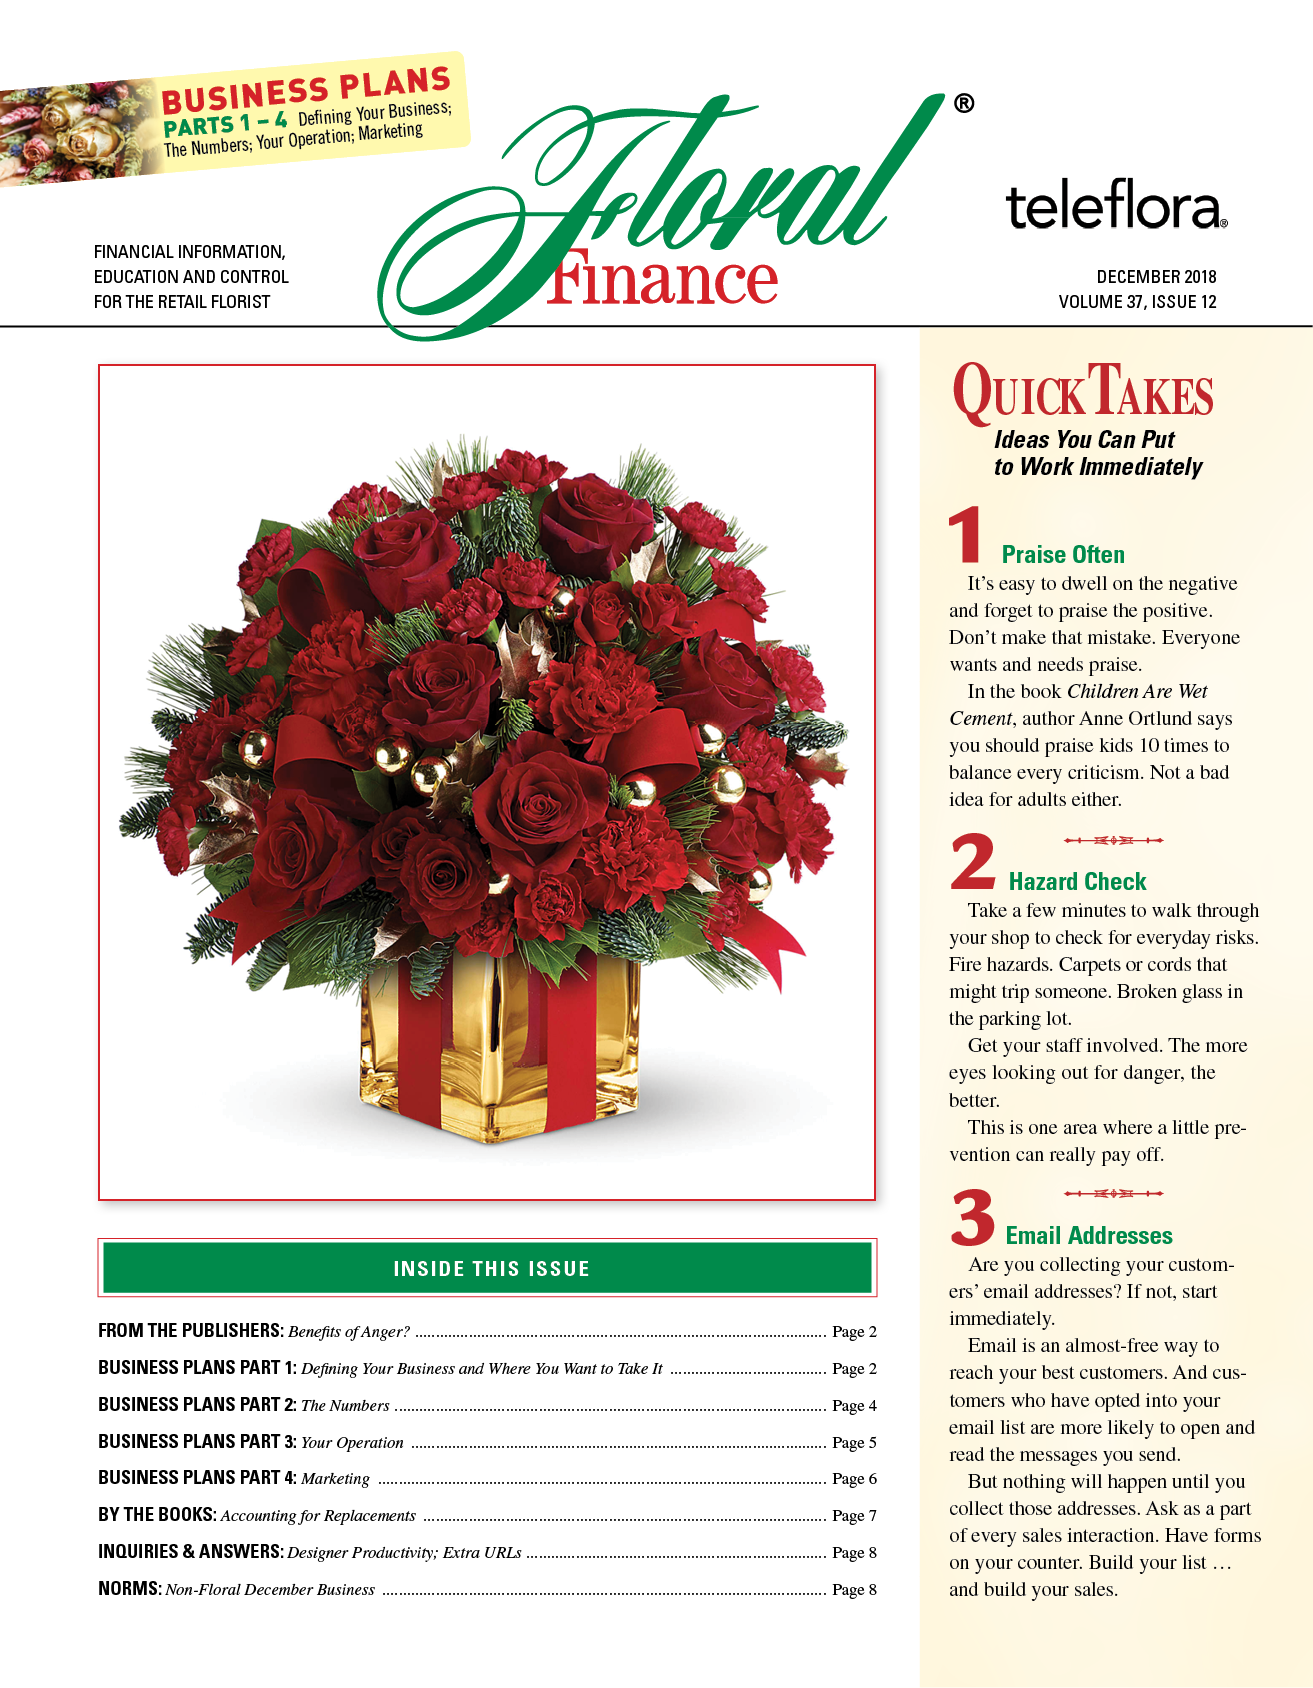 BUSINESS PLANS
PARTS 1 – 4 Defining Your Business;
The Numbers; Your Operation; Marketing
Floral ®
Finance
teleflora®
FINANCIAL INFORMATION,
EDUCATION AND CONTROL
FOR THE RETAIL FLORIST
DECEMBER 2018
VOLUME 37, ISSUE 12
INSIDE THIS ISSUE
FROM THE PUBLISHERS: Benefits of Anger? .......... Page 2
BUSINESS PLANS PART 1: Defining Your Business and Where You Want to Take It .......... Page 2
BUSINESS PLANS PART 2: The Numbers .......... Page 4
BUSINESS PLANS PART 3: Your Operation .......... Page 5
BUSINESS PLANS PART 4: Marketing .......... Page 6
BY THE BOOKS: Accounting for Replacements .......... Page 7
INQUIRIES & ANSWERS: Designer Productivity; Extra URLs .......... Page 8
NORMS: Non-Floral December Business .......... Page 8
QUICKTAKES
Ideas You Can Put
to Work Immediately
1 Praise Often
It's easy to dwell on the negative
and forget to praise the positive.
Don't make that mistake. Everyone
wants and needs praise.
In the book Children Are Wet
Cement, author Anne Ortlund says
you should praise kids 10 times to
balance every criticism. Not a bad
idea for adults either.
2 Hazard Check
Take a few minutes to walk through
your shop to check for everyday risks.
Fire hazards. Carpets or cords that
might trip someone. Broken glass in
the parking lot.
Get your staff involved. The more
eyes looking out for danger, the
better.
This is one area where a little pre-
vention can really pay off.
3 Email Addresses
Are you collecting your custom-
ers' email addresses? If not, start
immediately.
Email is an almost-free way to
reach your best customers. And cus-
tomers who have opted into your
email list are more likely to open and
read the messages you send.
But nothing will happen until you
collect those addresses. Ask as a part
of every sales interaction. Have forms
on your counter. Build your list …
and build your sales.